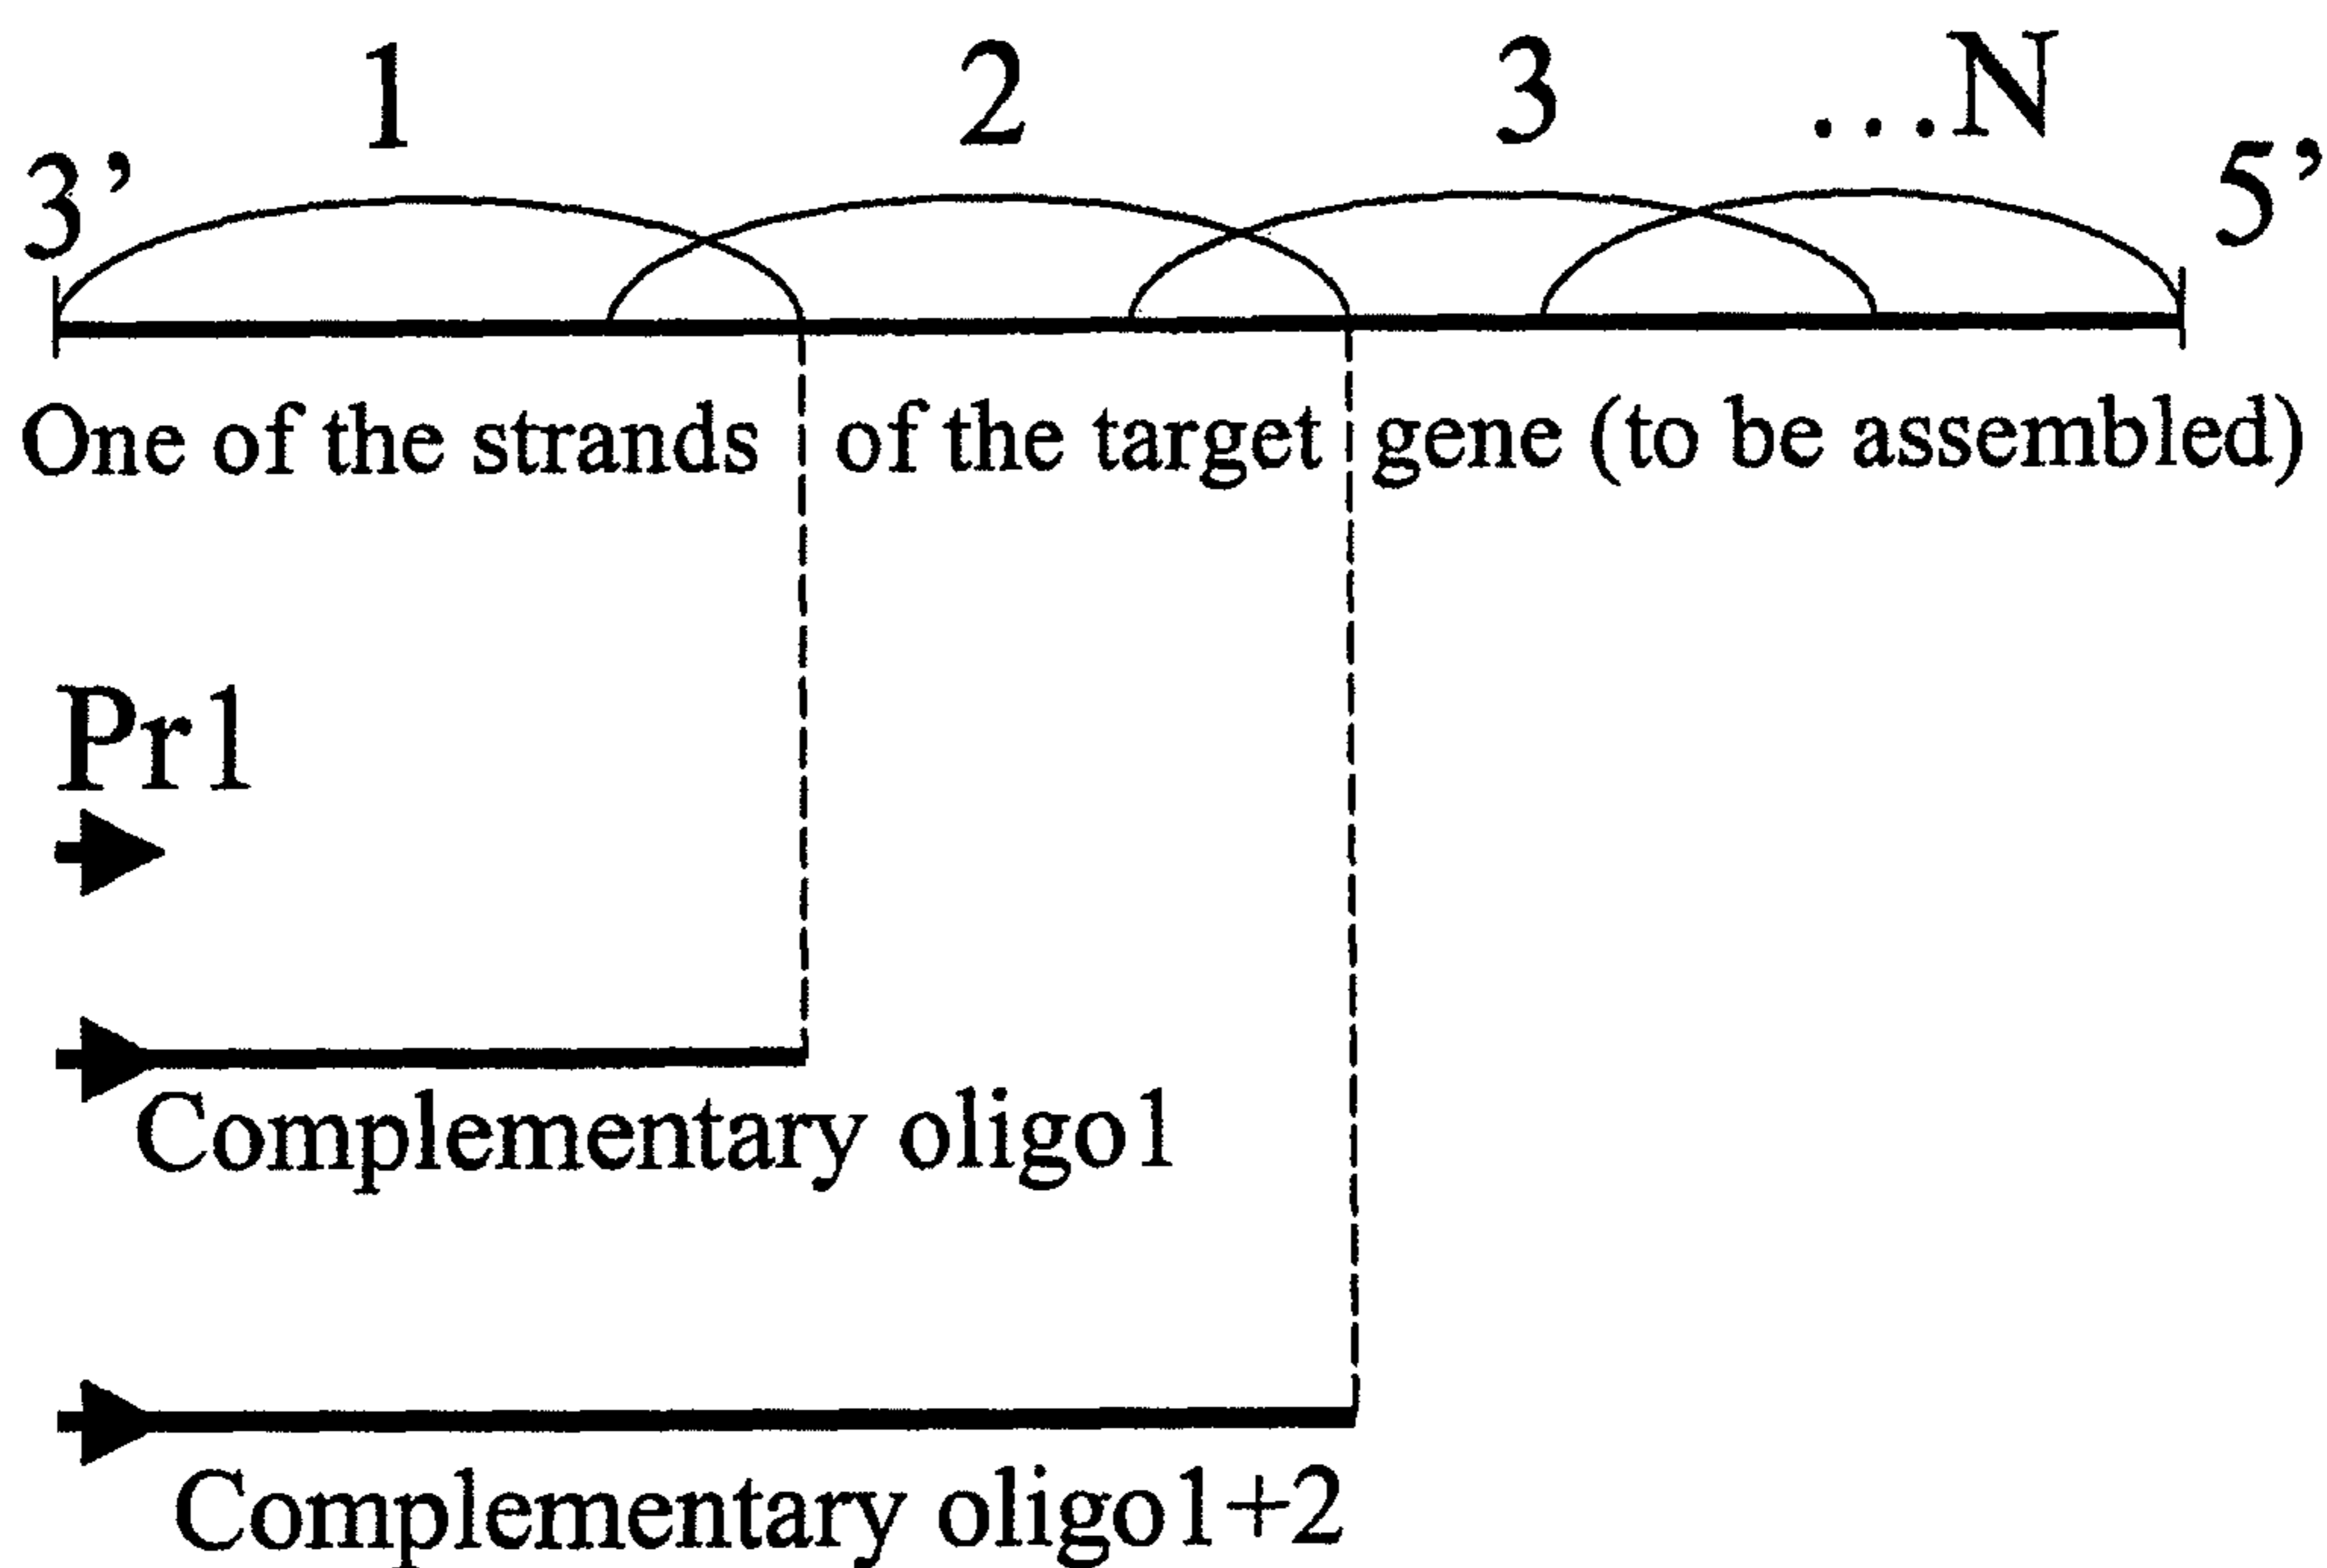 1 2 3 ...N
3’ 5’
One of the strands of the target gene (to be assembled)
Pr1
Complementary oligo1
Complementary oligo1+2